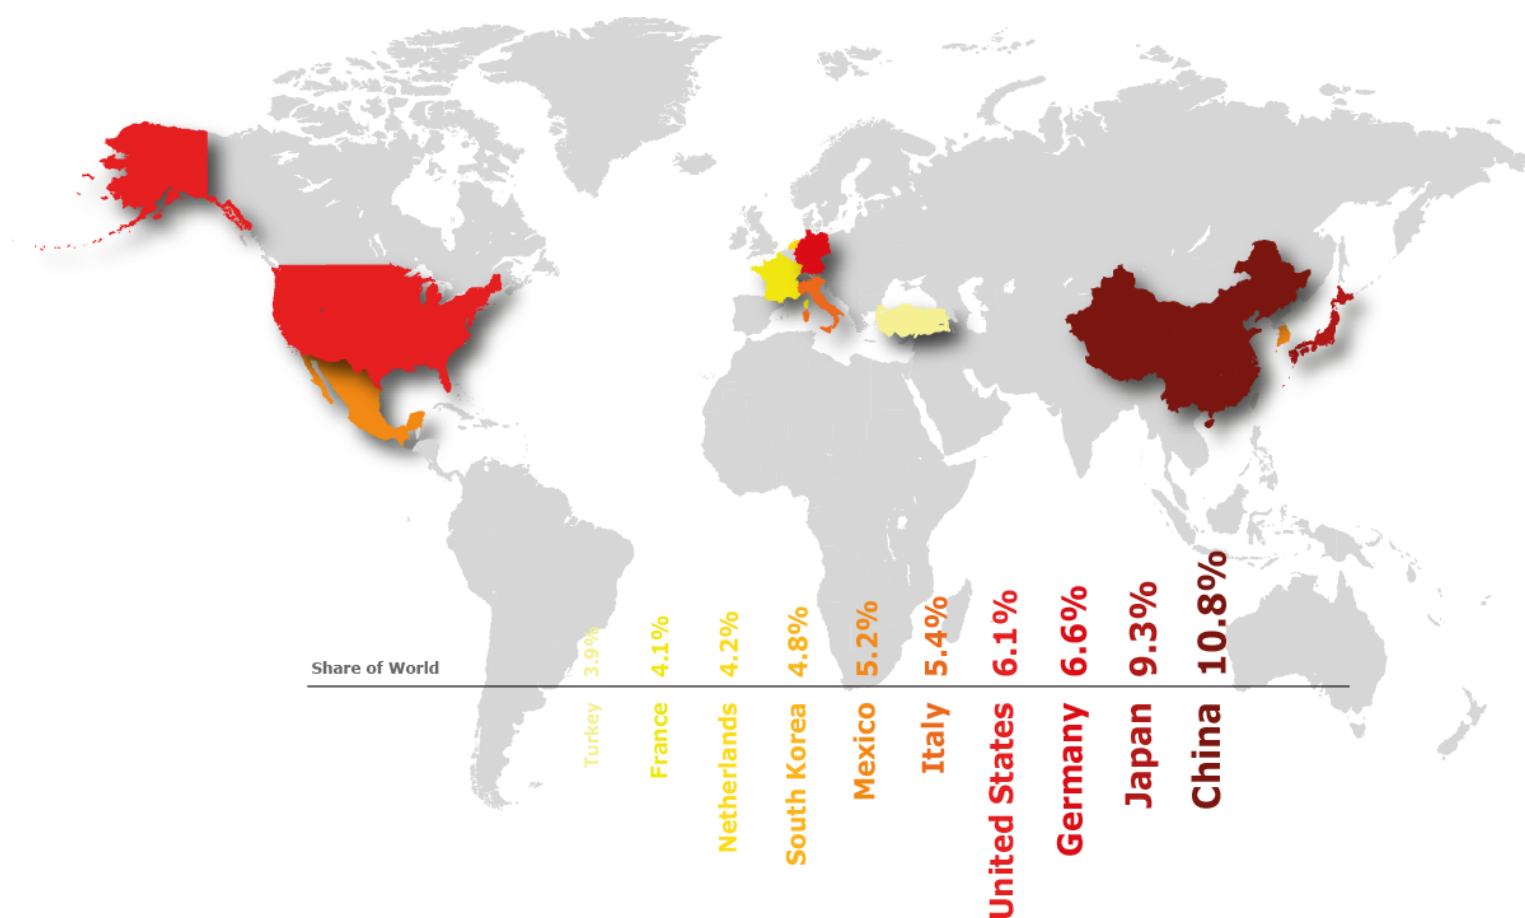 Share of World
3.9%
4.1%
4.2%
4.8%
5.2%
5.4%
6.1%
6.6%
9.3%
10.8%
Turkey
France
Netherlands
South Korea
Mexico
Italy
United States
Germany
Japan
China